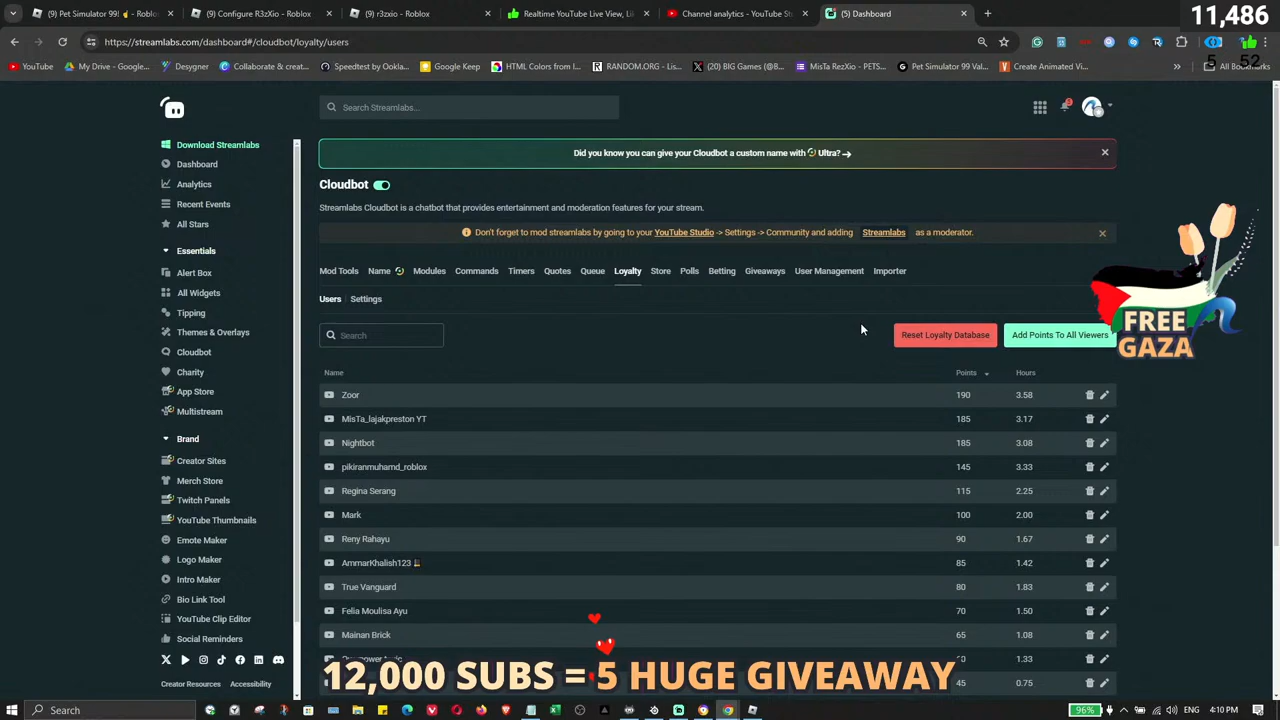 Pet Simulator 99! - Roblox
Configure R3zXio - Roblox
r3zxio - Roblox
Realtime YouTube Live View, Li
Channel analytics - YouTube St
(5) Dashboard
11,486
https://streamlabs.com/dashboard#/cloudbot/loyalty/users
5 52
YouTube
My Drive - Google...
Desygner
Collaborate & creat...
Speedtest by Ookla...
Google Keep
HTML Colors from I...
RANDOM.ORG - Lis...
(20) BIG Games (@B...
MisTa RezXio - PETS...
Pet Simulator 99 Val...
Create Animated Vi...
All Bookmarks
Search Streamlabs...
Download Streamlabs
Dashboard
Analytics
Recent Events
All Stars
Essentials
Alert Box
All Widgets
Tipping
Themes & Overlays
Cloudbot
Charity
App Store
Multistream
Brand
Creator Sites
Merch Store
Twitch Panels
YouTube Thumbnails
Emote Maker
Logo Maker
Intro Maker
Bio Link Tool
YouTube Clip Editor
Social Reminders
Creator Resources Accessibility
Did you know you can give your Cloudbot a custom name with Ultra?
Cloudbot
Streamlabs Cloudbot is a chatbot that provides entertainment and moderation features for your stream.
Don't forget to mod streamlabs by going to your YouTube Studio -> Settings -> Community and adding Streamlabs as a moderator.
Mod Tools Name Modules Commands Timers Quotes Queue Loyalty Store Polls Betting Giveaways User Management Importer
Users Settings
Search
Reset Loyalty Database Add Points To All Viewers
FREE
GAZA
Name Points Hours
Zoor 190 3.58
MisTa_lajakpreston YT 185 3.17
Nightbot 185 3.08
pikiranmuhamd_roblox 145 3.33
Regina Serang 115 2.25
Mark 100 2.00
Reny Rahayu 90 1.67
AmmarKhalish123 85 1.42
True Vanguard 80 1.83
Felia Moulisa Ayu 70 1.50
Mainan Brick 65 1.08
1.33
45 0.75
12,000 SUBS = 5 HUGE GIVEAWAY
Search
96%
4:10 PM